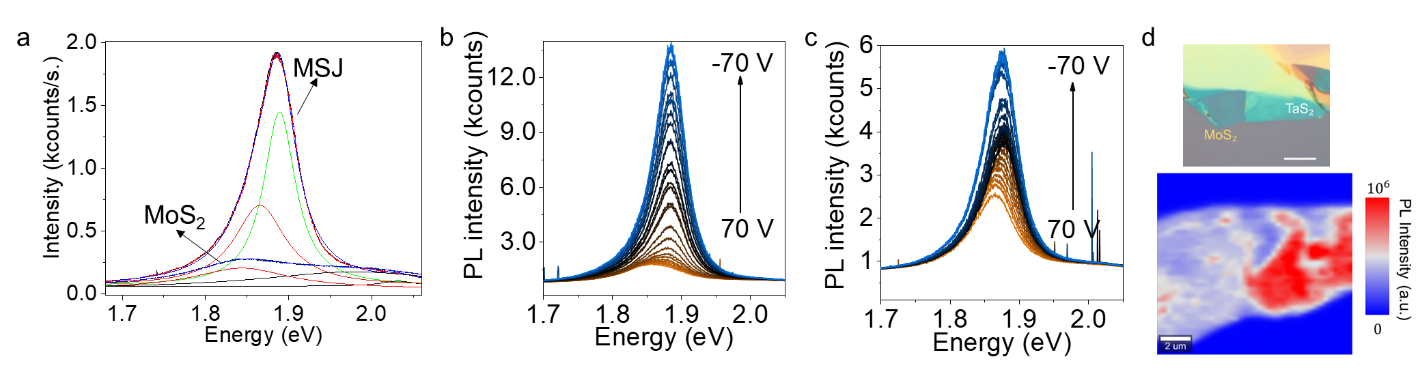 a
2.0
1.5
1.0
0.5
0.0
Intensity (kcounts/s.)
MSJ
MoS₂
1.7
1.8
1.9
2.0
Energy (eV)
b
12.0
9.0
6.0
3.0
PL intensity (kcounts)
-70 V
70 V
1.7
1.8
1.9
2.0
Energy (eV)
c
6
5
4
3
2
1
PL intensity (kcounts)
-70 V
70 V
1.7
1.8
1.9
2.0
Energy (eV)
d
TaS₂
MoS₂
2 um
10⁶
0
PL Intensity (a.u.)